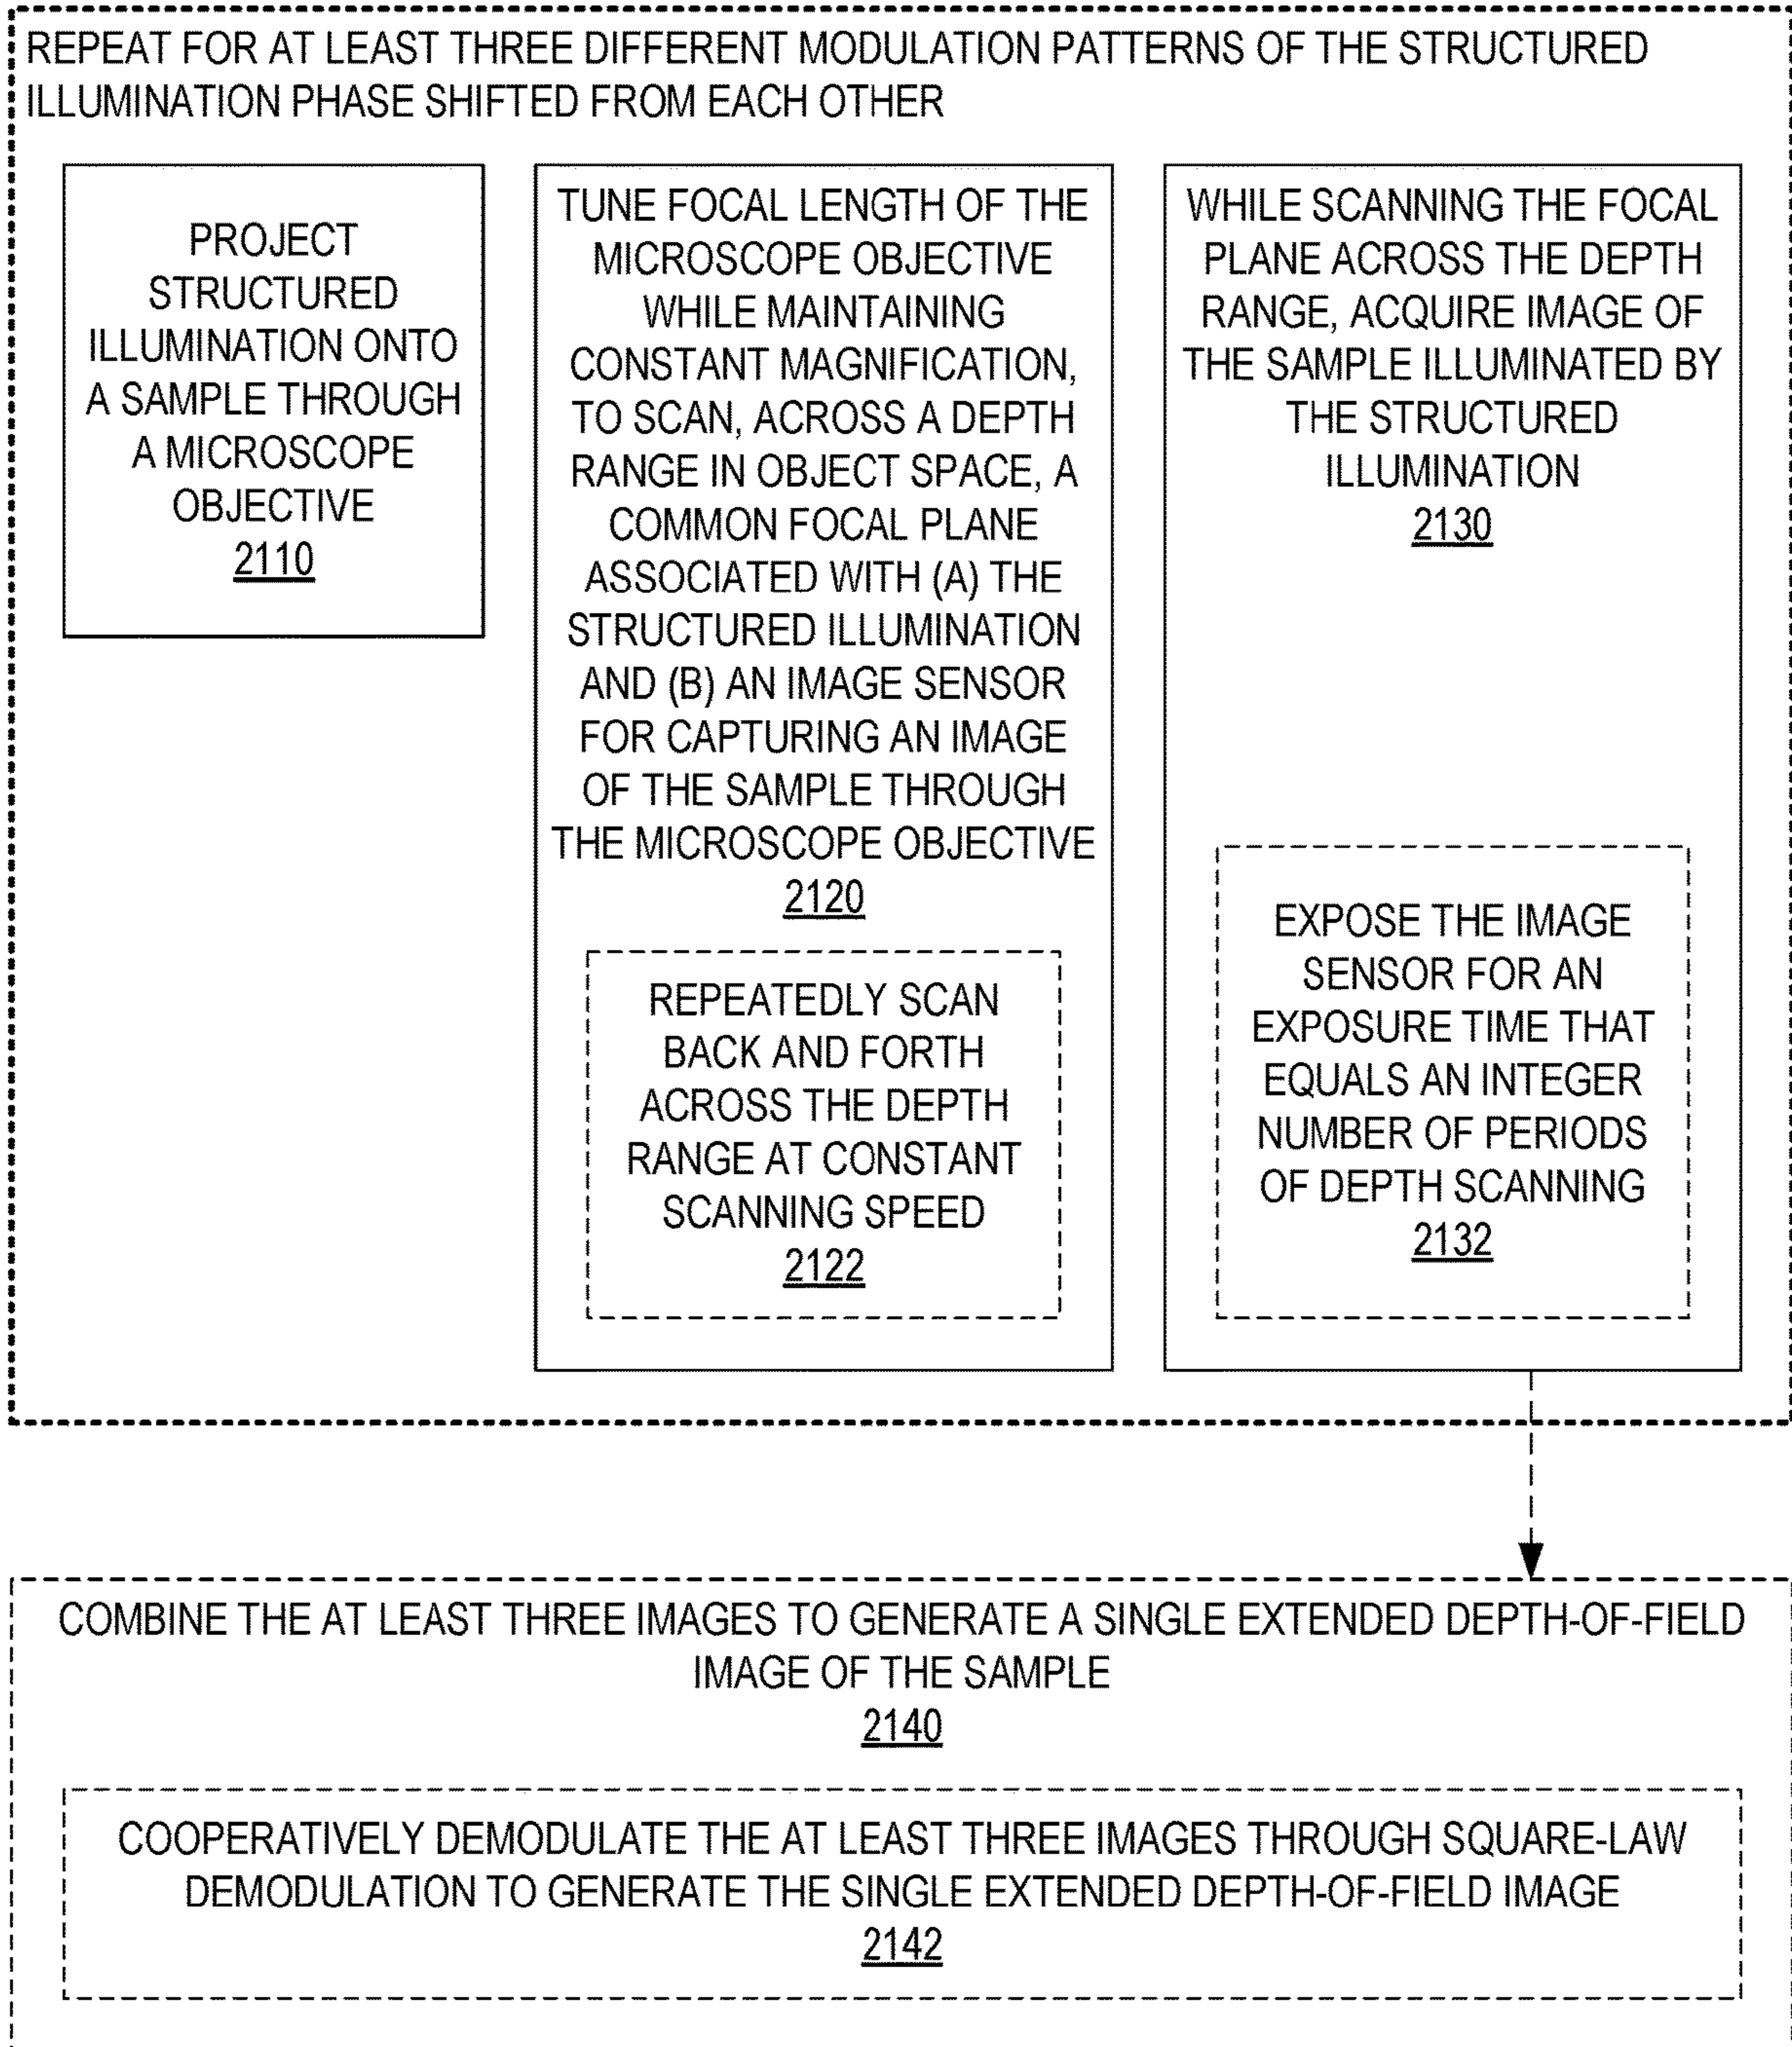 REPEAT FOR AT LEAST THREE DIFFERENT MODULATION PATTERNS OF THE STRUCTURED
ILLUMINATION PHASE SHIFTED FROM EACH OTHER
PROJECT
STRUCTURED
ILLUMINATION ONTO
A SAMPLE THROUGH
A MICROSCOPE
OBJECTIVE
2110
TUNE FOCAL LENGTH OF THE
MICROSCOPE OBJECTIVE
WHILE MAINTAINING
CONSTANT MAGNIFICATION,
TO SCAN, ACROSS A DEPTH
RANGE IN OBJECT SPACE, A
COMMON FOCAL PLANE
ASSOCIATED WITH (A) THE
STRUCTURED ILLUMINATION
AND (B) AN IMAGE SENSOR
FOR CAPTURING AN IMAGE
OF THE SAMPLE THROUGH
THE MICROSCOPE OBJECTIVE
2120
REPEATEDLY SCAN
BACK AND FORTH
ACROSS THE DEPTH
RANGE AT CONSTANT
SCANNING SPEED
2122
WHILE SCANNING THE FOCAL
PLANE ACROSS THE DEPTH
RANGE, ACQUIRE IMAGE OF
THE SAMPLE ILLUMINATED BY
THE STRUCTURED
ILLUMINATION
2130
EXPOSE THE IMAGE
SENSOR FOR AN
EXPOSURE TIME THAT
EQUALS AN INTEGER
NUMBER OF PERIODS
OF DEPTH SCANNING
2132
COMBINE THE AT LEAST THREE IMAGES TO GENERATE A SINGLE EXTENDED DEPTH-OF-FIELD
IMAGE OF THE SAMPLE
2140
COOPERATIVELY DEMODULATE THE AT LEAST THREE IMAGES THROUGH SQUARE-LAW
DEMODULATION TO GENERATE THE SINGLE EXTENDED DEPTH-OF-FIELD IMAGE
2142